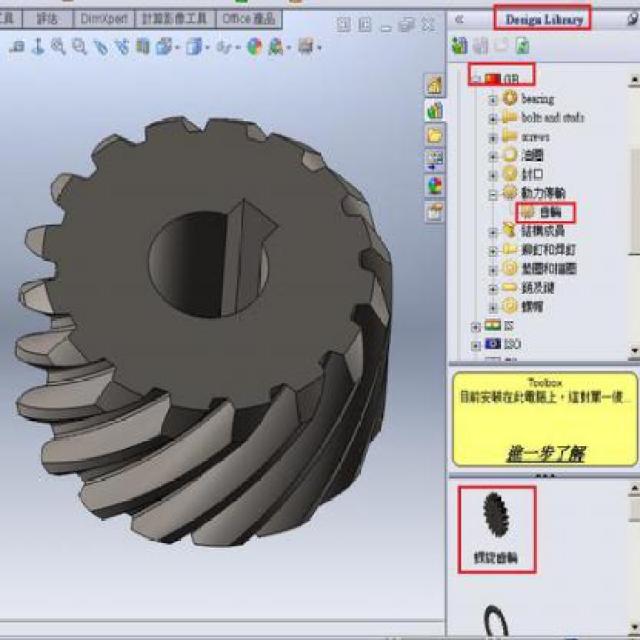 工具
評估
DimXpert
計算影像工具
Office 產品
Design Library
GB
bearing
bolts and studs
screws
油圈
封口
動力傳輸
齒輪
結構成員
鉚釘和焊釘
墊圈和擋圈
銷及鍵
螺帽
IS
ISO
Toolbox
目前安裝在此電腦上，這對單一使...
進一步了解
螺旋齒輪